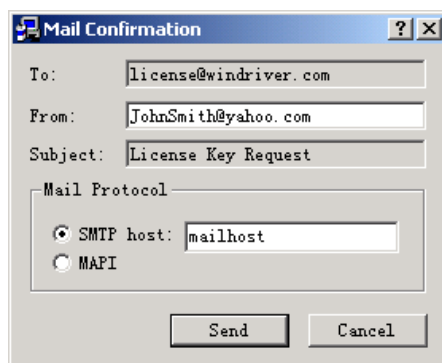 Mail Confirmation
To: license@windriver.com
From: JohnSmith@yahoo.com
Subject: License Key Request
Mail Protocol
SMTP host: mailhost
MAPI
Send Cancel